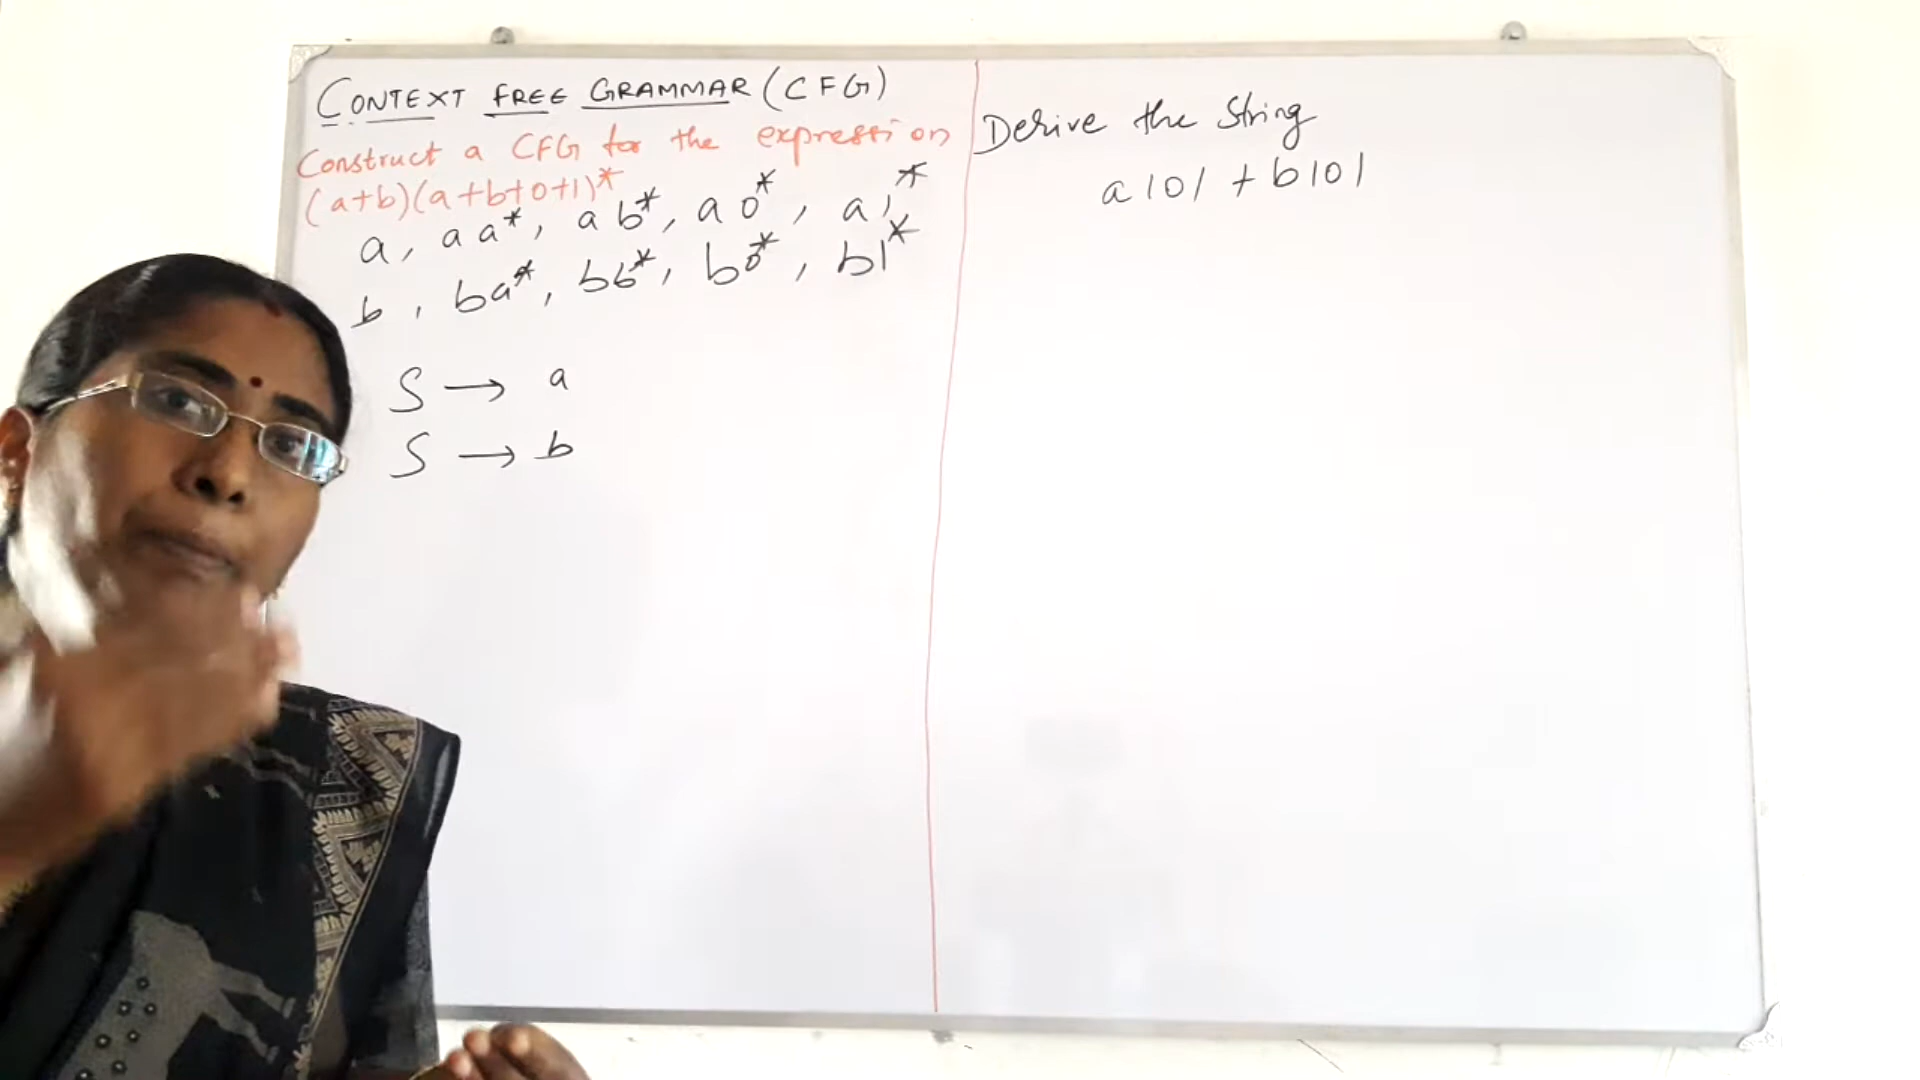 CONTEXT FREE GRAMMAR (CFG)
Construct a CFG for the expression
(a+b)(a+b+0+1)*
a, aa*, ab*, a0*, a1*
b, ba*, bb*, b0*, b1*
S → a
S → b
Derive the String
a101 + b101